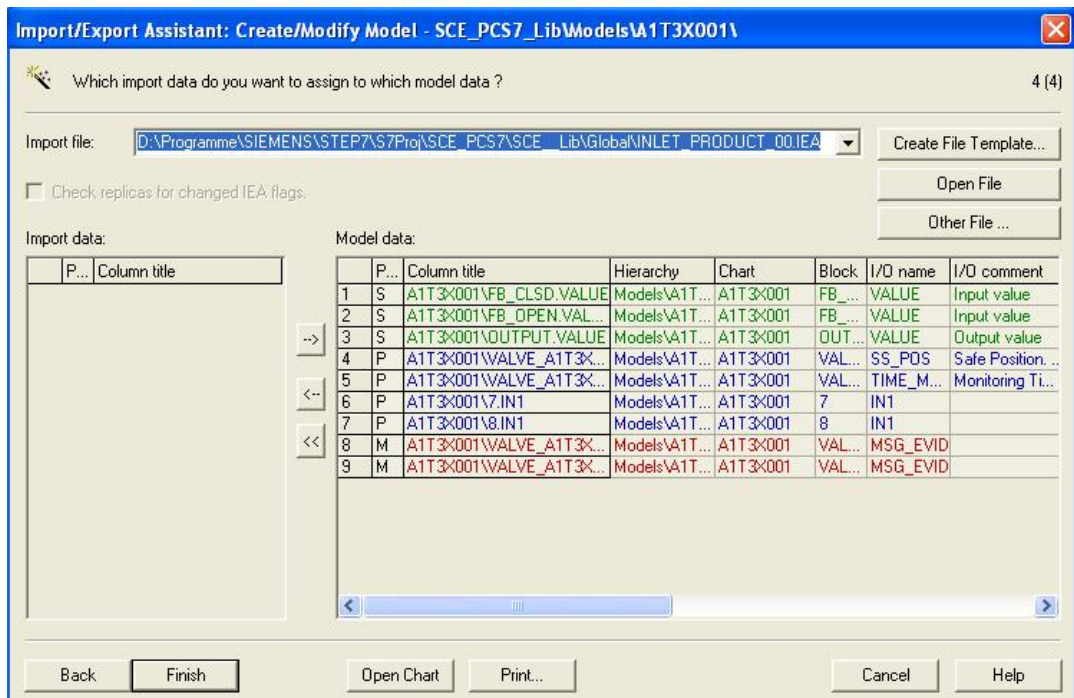 Import/Export Assistant: Create/Modify Model - SCE_PCS7_Lib\Models\A1T3X001\
Which import data do you want to assign to which model data ?
4 (4)
Import file:
D:\Programme\SIEMENS\STEP7\S7Proj\SCE_PCS7\SCE__Lib\Global\INLET_PRODUCT_00.IEA
Create File Template...
Check replicas for changed IEA flags.
Open File
Other File ...
Import data:
P... Column title
-->
<--
<<
Model data:
P... Column title Hierarchy Chart Block I/O name I/O comment
1 S A1T3X001\FB_CLSD.VALUE Models\A1T... A1T3X001 FB_... VALUE Input value
2 S A1T3X001\FB_OPEN.VAL... Models\A1T... A1T3X001 FB_... VALUE Input value
3 S A1T3X001\OUTPUT.VALUE Models\A1T... A1T3X001 OUT... VALUE Output value
4 P A1T3X001\VALVE_A1T3X... Models\A1T... A1T3X001 VAL... SS_POS Safe Position. ...
5 P A1T3X001\VALVE_A1T3X... Models\A1T... A1T3X001 VAL... TIME_M... Monitoring Ti...
6 P A1T3X001\7.IN1 Models\A1T... A1T3X001 7 IN1
7 P A1T3X001\8.IN1 Models\A1T... A1T3X001 8 IN1
8 M A1T3X001\VALVE_A1T3X... Models\A1T... A1T3X001 VAL... MSG_EVID
9 M A1T3X001\VALVE_A1T3X... Models\A1T... A1T3X001 VAL... MSG_EVID
Back
Finish
Open Chart
Print...
Cancel
Help